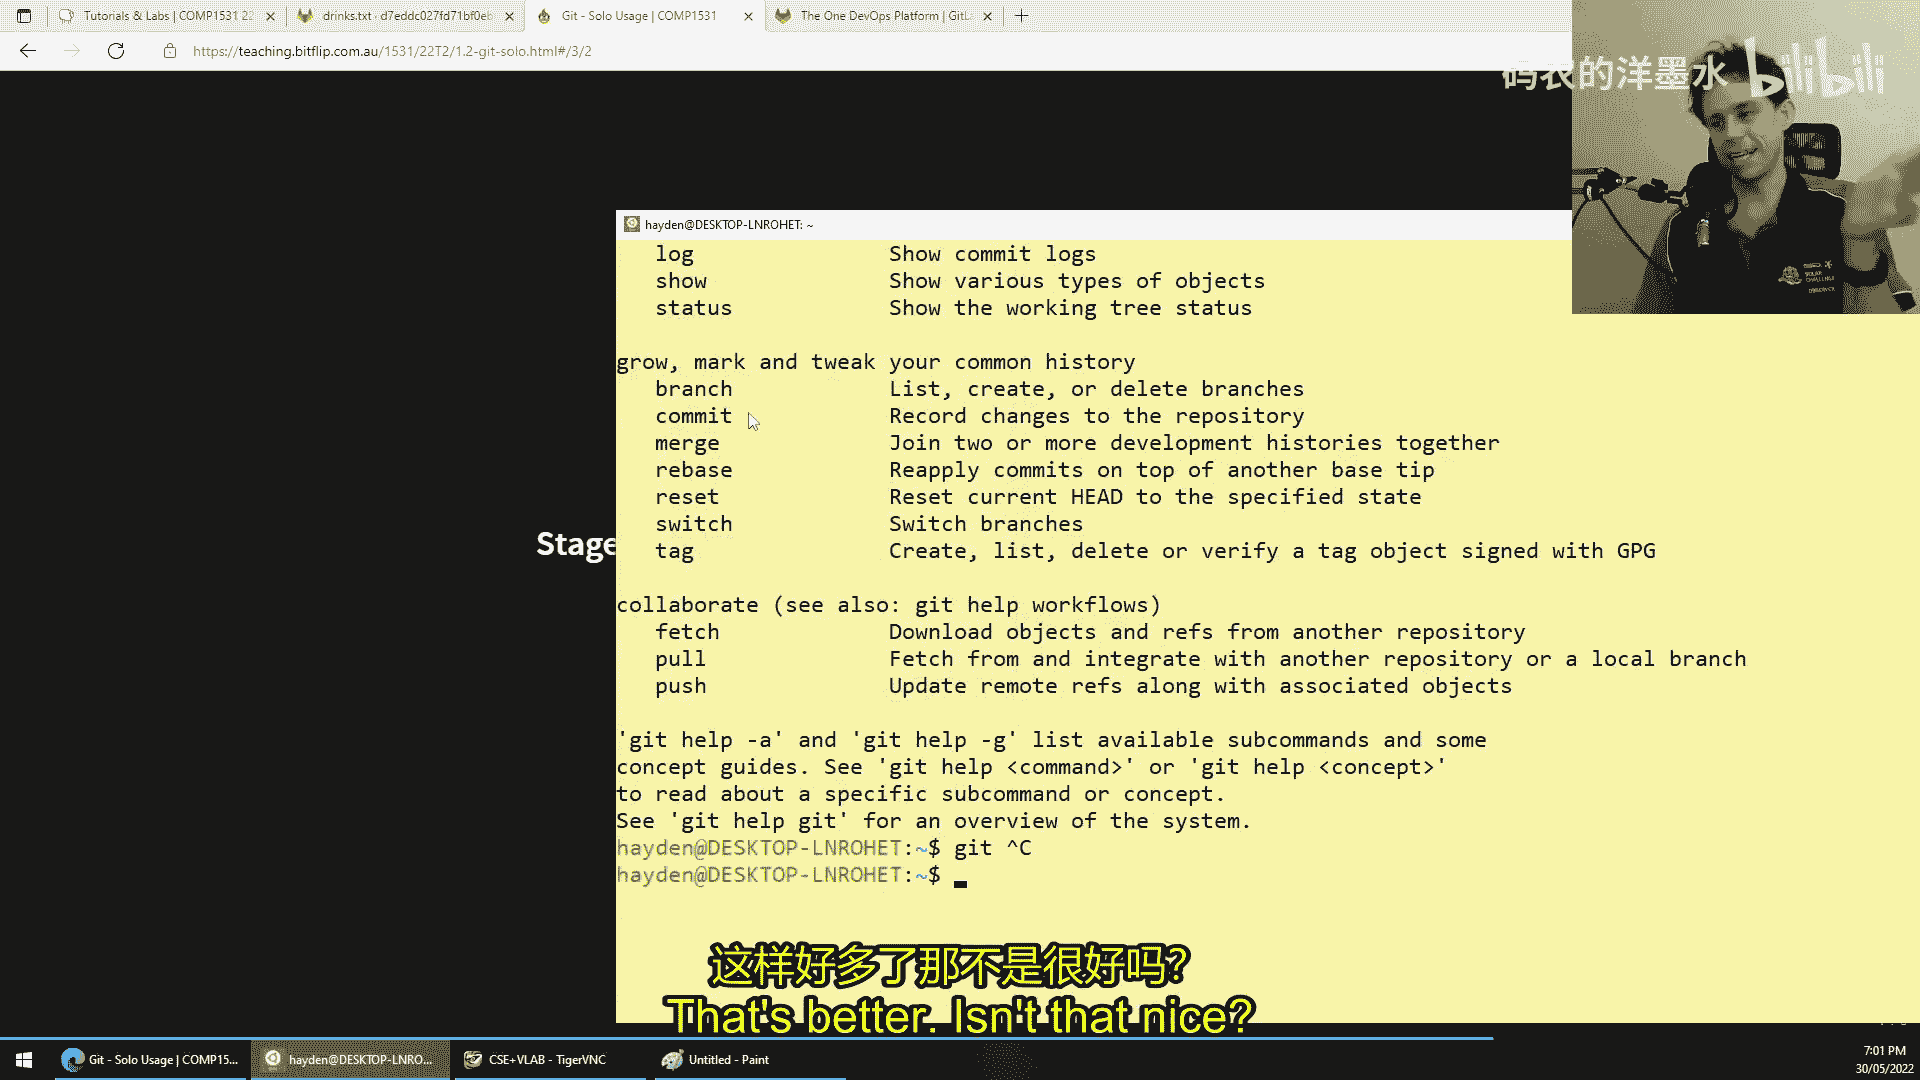 Tutorials & Labs | COMP1531 22
drinks.txt · d7eddc027fd71bf0eb
Git - Solo Usage | COMP1531
The One DevOps Platform | GitL
https://teaching.bitflip.com.au/1531/22T2/1.2-git-solo.html#/3/2
码农的洋墨水 bilibili
hayden@DESKTOP-LNROHET: ~
log Show commit logs
show Show various types of objects
status Show the working tree status
grow, mark and tweak your common history
branch List, create, or delete branches
commit Record changes to the repository
merge Join two or more development histories together
rebase Reapply commits on top of another base tip
reset Reset current HEAD to the specified state
switch Switch branches
tag Create, list, delete or verify a tag object signed with GPG
Stage
collaborate (see also: git help workflows)
fetch Download objects and refs from another repository
pull Fetch from and integrate with another repository or a local branch
push Update remote refs along with associated objects
'git help -a' and 'git help -g' list available subcommands and some
concept guides. See 'git help <command>' or 'git help <concept>'
to read about a specific subcommand or concept.
See 'git help git' for an overview of the system.
hayden@DESKTOP-LNROHET:~$ git ^C
hayden@DESKTOP-LNROHET:~$
这样好多了那不是很好吗?
That's better. Isn't that nice?
Git - Solo Usage | COMP15...
hayden@DESKTOP-LNRO...
CSE+VLAB - TigerVNC
Untitled - Paint
7:01 PM
30/05/2022